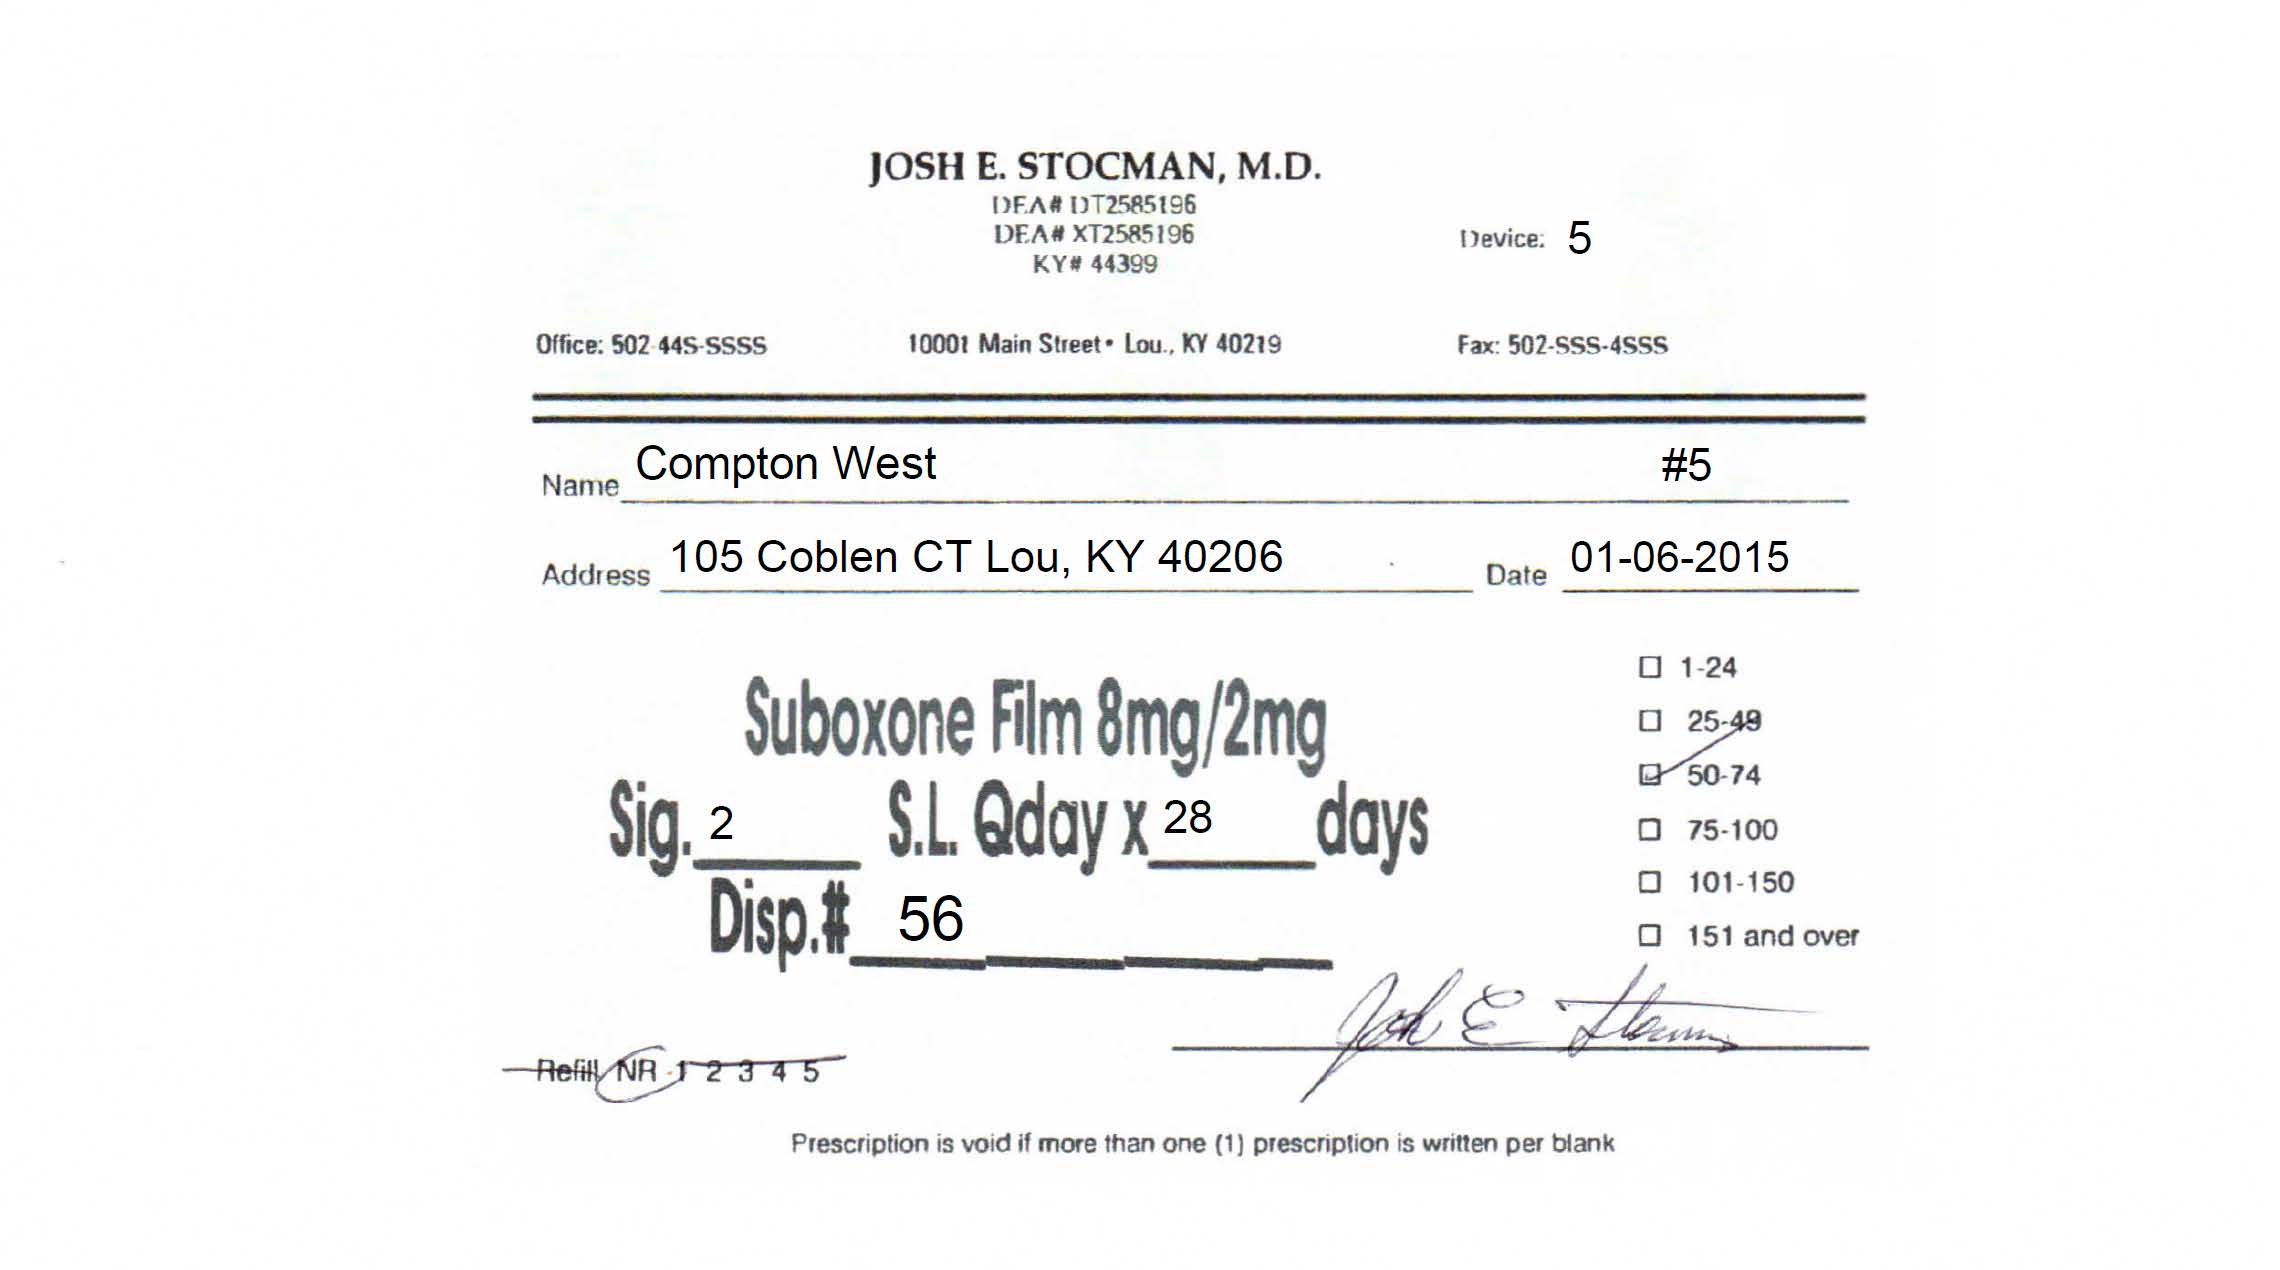 JOSH E. STOCMAN, M.D.
DEA# DT2585196
DEA# XT2585196
KY# 44399
Device: 5
Office: 502-44S-SSSS 10001 Main Street• Lou., KY 40219 Fax: 502-SSS-4SSS
Name Compton West #5
Address 105 Coblen CT Lou, KY 40206 Date 01-06-2015
Suboxone Film 8mg/2mg
Sig. 2 S.L. Qday x 28 days
Disp.# 56
1-24
25-49
50-74
75-100
101-150
151 and over
Josh E Stocman
Refill NR 1 2 3 4 5
Prescription is void if more than one (1) prescription is written per blank